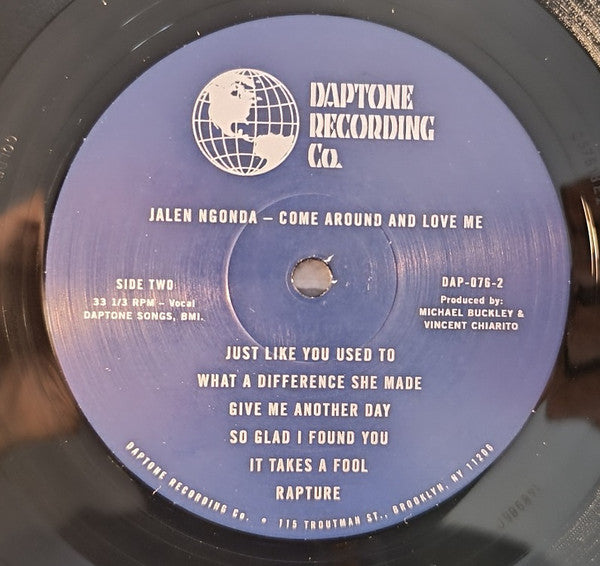 DAPTONE
RECORDING
Co.
JALEN NGONDA – COME AROUND AND LOVE ME
SIDE TWO
33 1/3 RPM – Vocal
DAPTONE SONGS, BMI.
DAP-076-2
Produced by:
MICHAEL BUCKLEY &
VINCENT CHIARITO
JUST LIKE YOU USED TO
WHAT A DIFFERENCE SHE MADE
GIVE ME ANOTHER DAY
SO GLAD I FOUND YOU
IT TAKES A FOOL
RAPTURE
DAPTONE RECORDING Co. • 115 TROUTMAN ST., BROOKLYN, NY 11206